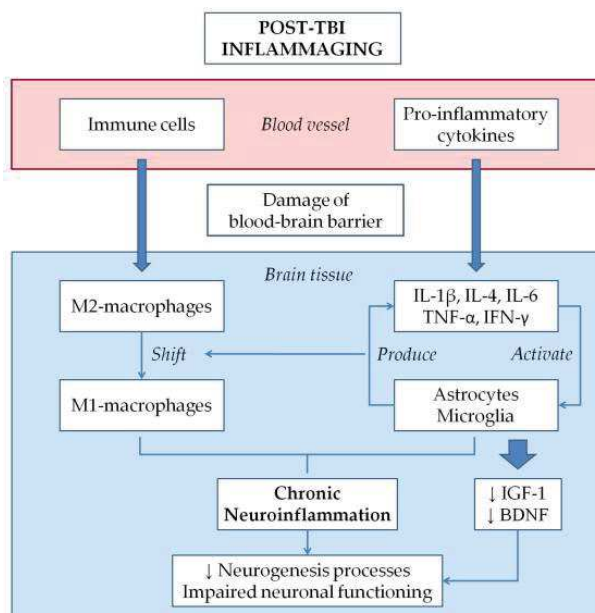 POST-TBI
INFLAMMAGING
Immune cells
Blood vessel
Pro-inflammatory
cytokines
Damage of
blood-brain barrier
Brain tissue
M2-macrophages
IL-1β, IL-4, IL-6
TNF-α, IFN-γ
Shift
Produce
Activate
M1-macrophages
Astrocytes
Microglia
Chronic
Neuroinflammation
↓ IGF-1
↓ BDNF
↓ Neurogenesis processes
Impaired neuronal functioning